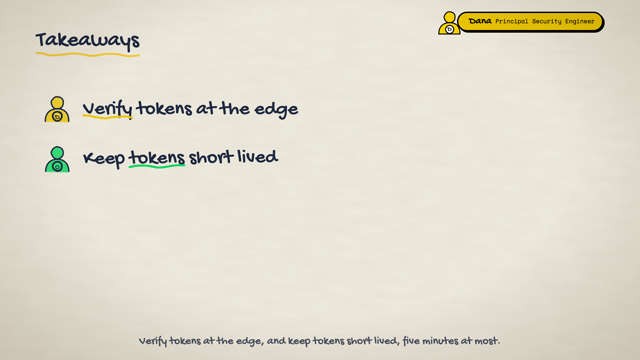 Dana Principal Security Engineer
Takeaways
Verify tokens at the edge
Keep tokens short lived
Verify tokens at the edge, and keep tokens short lived, five minutes at most.